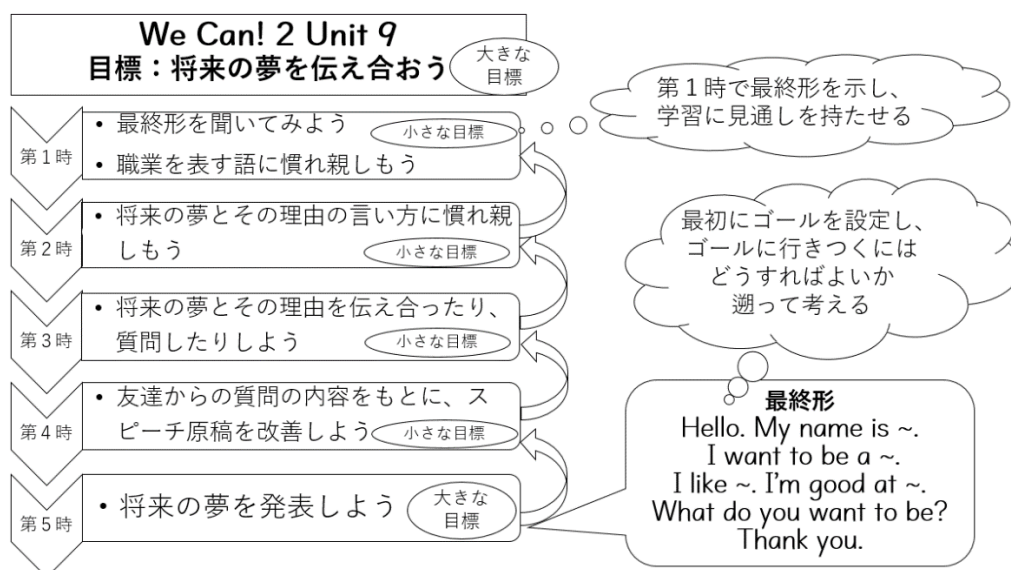 We Can! 2 Unit 9
目標：将来の夢を伝え合おう
大きな
目標
第１時で最終形を示し、
学習に見通しを持たせる
第１時
• 最終形を聞いてみよう
小さな目標
• 職業を表す語に慣れ親しもう
第２時
• 将来の夢とその理由の言い方に慣れ親
しもう
小さな目標
最初にゴールを設定し、
ゴールに行きつくには
どうすればよいか
遡って考える
第３時
• 将来の夢とその理由を伝え合ったり、
質問したりしよう
小さな目標
第４時
• 友達からの質問の内容をもとに、ス
ピーチ原稿を改善しよう
小さな目標
第５時
• 将来の夢を発表しよう
大きな
目標
最終形
Hello. My name is ~.
I want to be a ~.
I like ~. I'm good at ~.
What do you want to be?
Thank you.